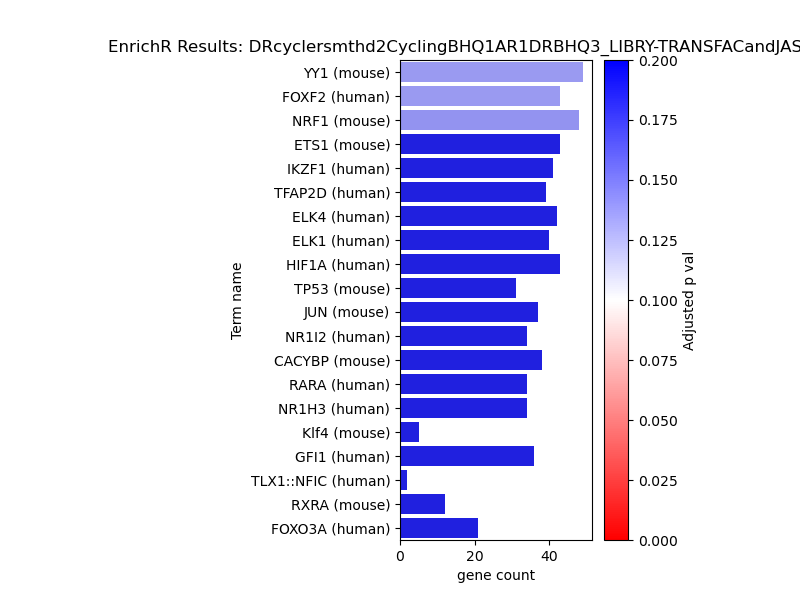 EnrichR Results: DRcyclersmthd2CyclingBHQ1AR1DRBHQ3_LIBRY-TRANSFACandJAS
YY1 (mouse)
FOXF2 (human)
NRF1 (mouse)
ETS1 (mouse)
IKZF1 (human)
TFAP2D (human)
ELK4 (human)
ELK1 (human)
HIF1A (human)
TP53 (mouse)
JUN (mouse)
NR1I2 (human)
CACYBP (mouse)
RARA (human)
NR1H3 (human)
Klf4 (mouse)
GFI1 (human)
TLX1::NFIC (human)
RXRA (mouse)
FOXO3A (human)
Term name
0 20 40
gene count
0.200
0.175
0.150
0.125
0.100
0.075
0.050
0.025
0.000
Adjusted p val